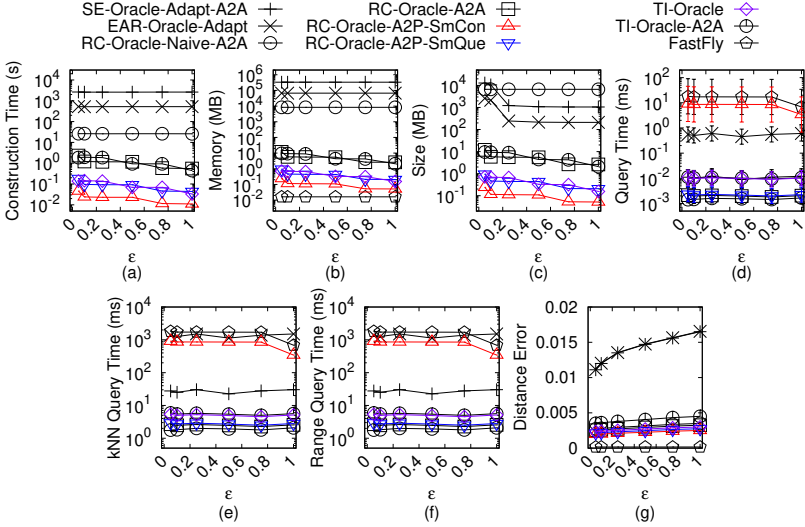 SE-Oracle-Adapt-A2A RC-Oracle-A2A TI-Oracle
EAR-Oracle-Adapt RC-Oracle-A2P-SmCon TI-Oracle-A2A
RC-Oracle-Naive-A2A RC-Oracle-A2P-SmQue FastFly
Construction Time (s)
10^4
10^3
10^2
10^1
10^0
10^-1
10^-2
0 0.2 0.4 0.6 0.8 1
ε
(a)
Memory (MB)
10^6
10^5
10^4
10^3
10^2
10^1
10^0
10^-1
10^-2
0 0.2 0.4 0.6 0.8 1
ε
(b)
Size (MB)
10^4
10^3
10^2
10^1
10^0
10^-1
0 0.2 0.4 0.6 0.8 1
ε
(c)
Query Time (ms)
10^2
10^1
10^0
10^-1
10^-2
10^-3
0 0.2 0.4 0.6 0.8 1
ε
(d)
kNN Query Time (ms)
10^4
10^3
10^2
10^1
10^0
0 0.2 0.4 0.6 0.8 1
ε
(e)
Range Query Time (ms)
10^4
10^3
10^2
10^1
10^0
0 0.2 0.4 0.6 0.8 1
ε
(f)
Distance Error
0.02
0.015
0.01
0.005
0
0 0.2 0.4 0.6 0.8 1
ε
(g)